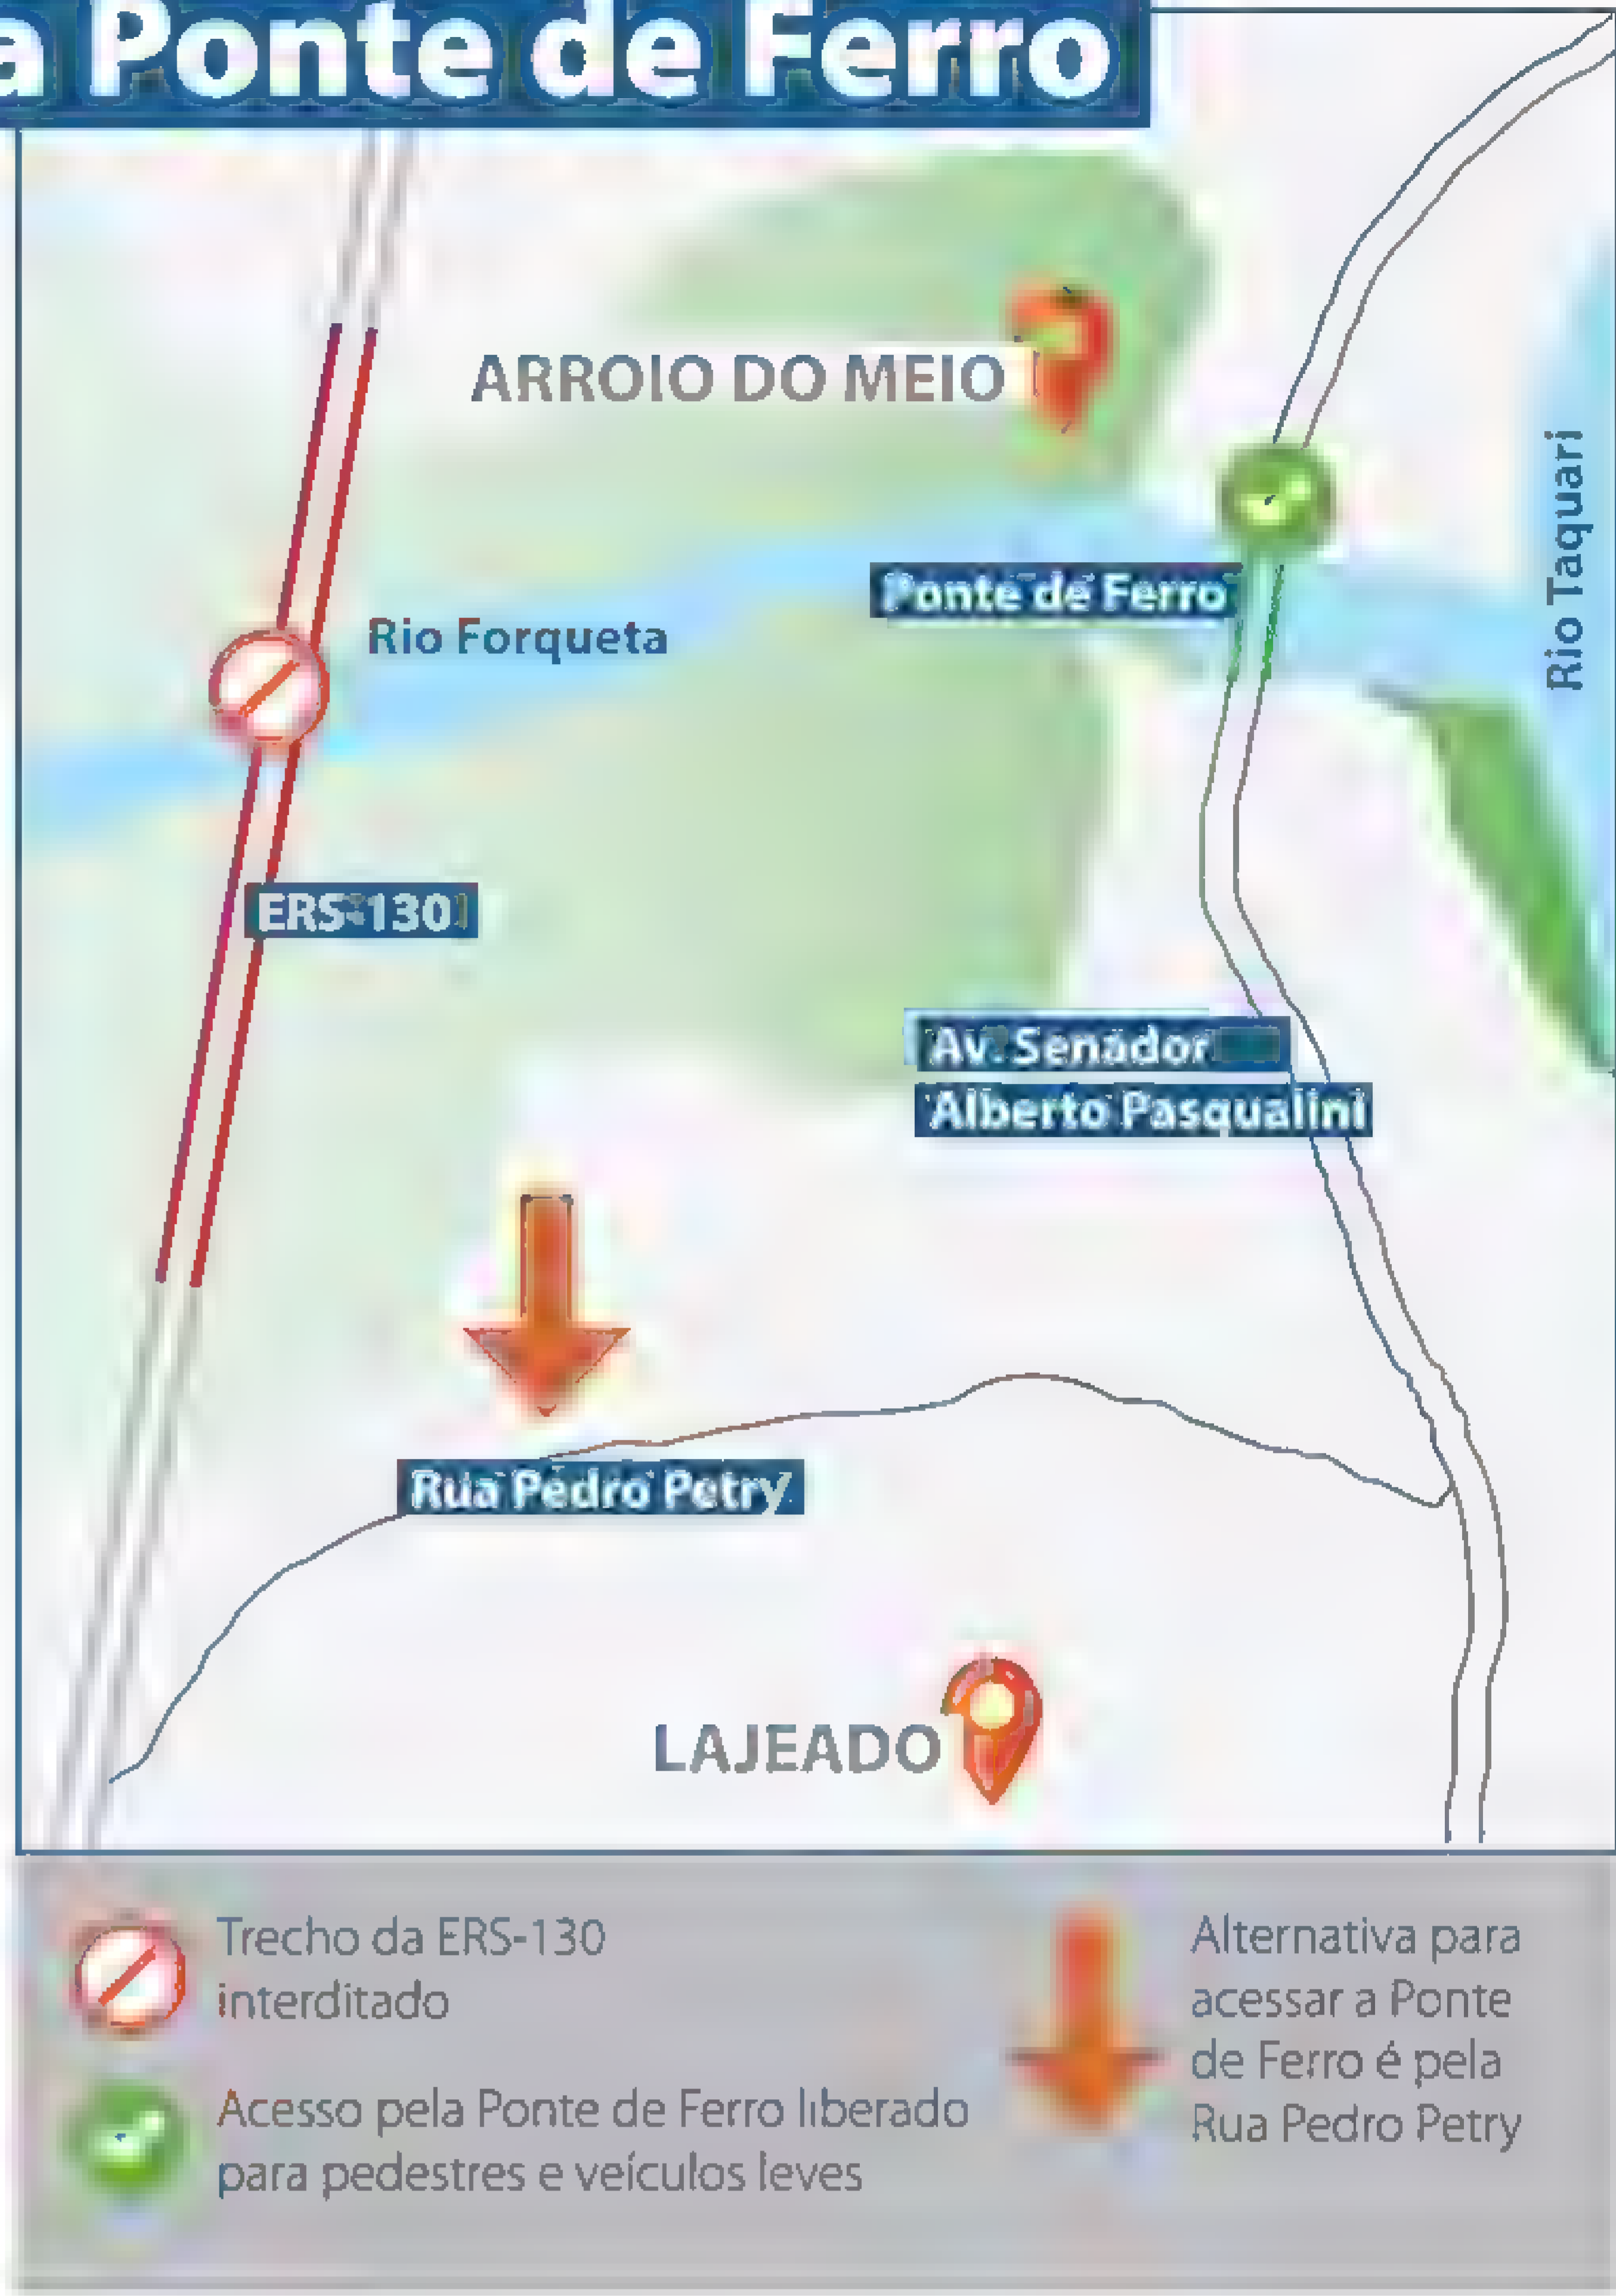 a Ponte de Ferro
ARROIO DO MEIO
Rio Taquari
Ponte de Ferro
Rio Forqueta
ERS-130
Av. Senador
Alberto Pasqualini
Rua Pedro Petry
LAJEADO
Trecho da ERS-130
interditado
Acesso pela Ponte de Ferro liberado
para pedestres e veículos leves
Alternativa para
acessar a Ponte
de Ferro é pela
Rua Pedro Petry